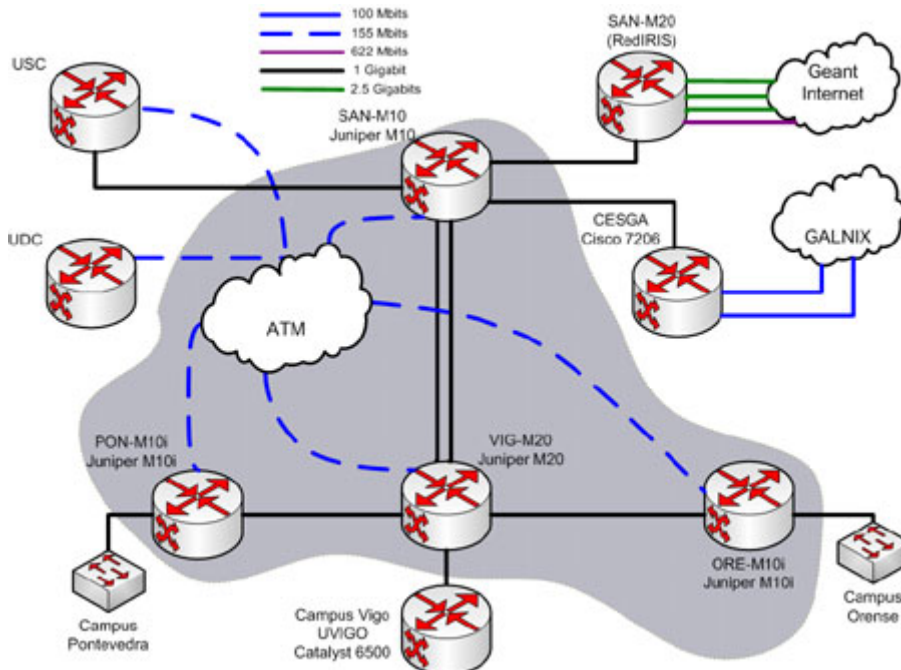 100 Mbits
155 Mbits
622 Mbits
1 Gigabit
2.5 Gigabits
SAN-M20
(RedIRIS)
Geant
Internet
USC
SAN-M10
Juniper M10
CESGA
Cisco 7206
GALNIX
UDC
ATM
PON-M10i
Juniper M10i
VIG-M20
Juniper M20
ORE-M10i
Juniper M10i
Campus
Pontevedra
Campus Vigo
UVIGO
Catalyst 6500
Campus
Orense